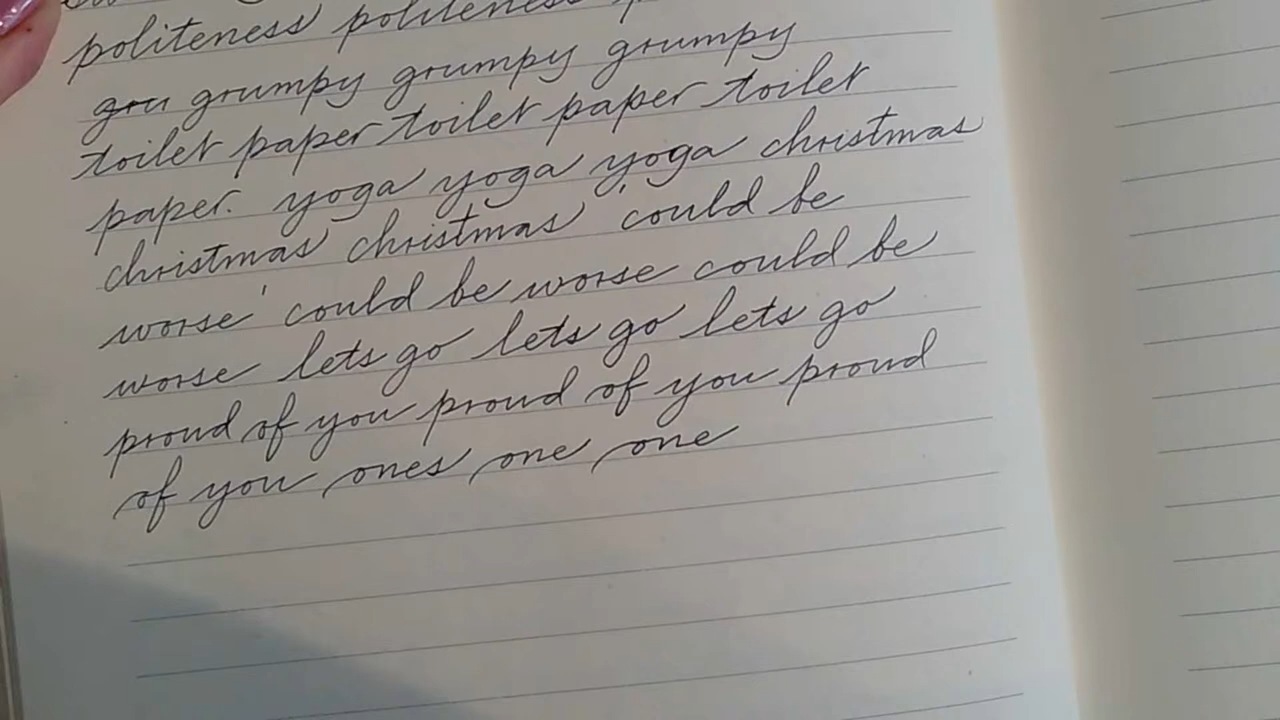 politeness politeness
gru grumpy grumpy grumpy
toilet paper toilet paper toilet
paper. yoga yoga yoga christmas
christmas christmas could be
worse could be worse could be
worse lets go lets go lets go
proud of you proud of you proud
of you ones one one